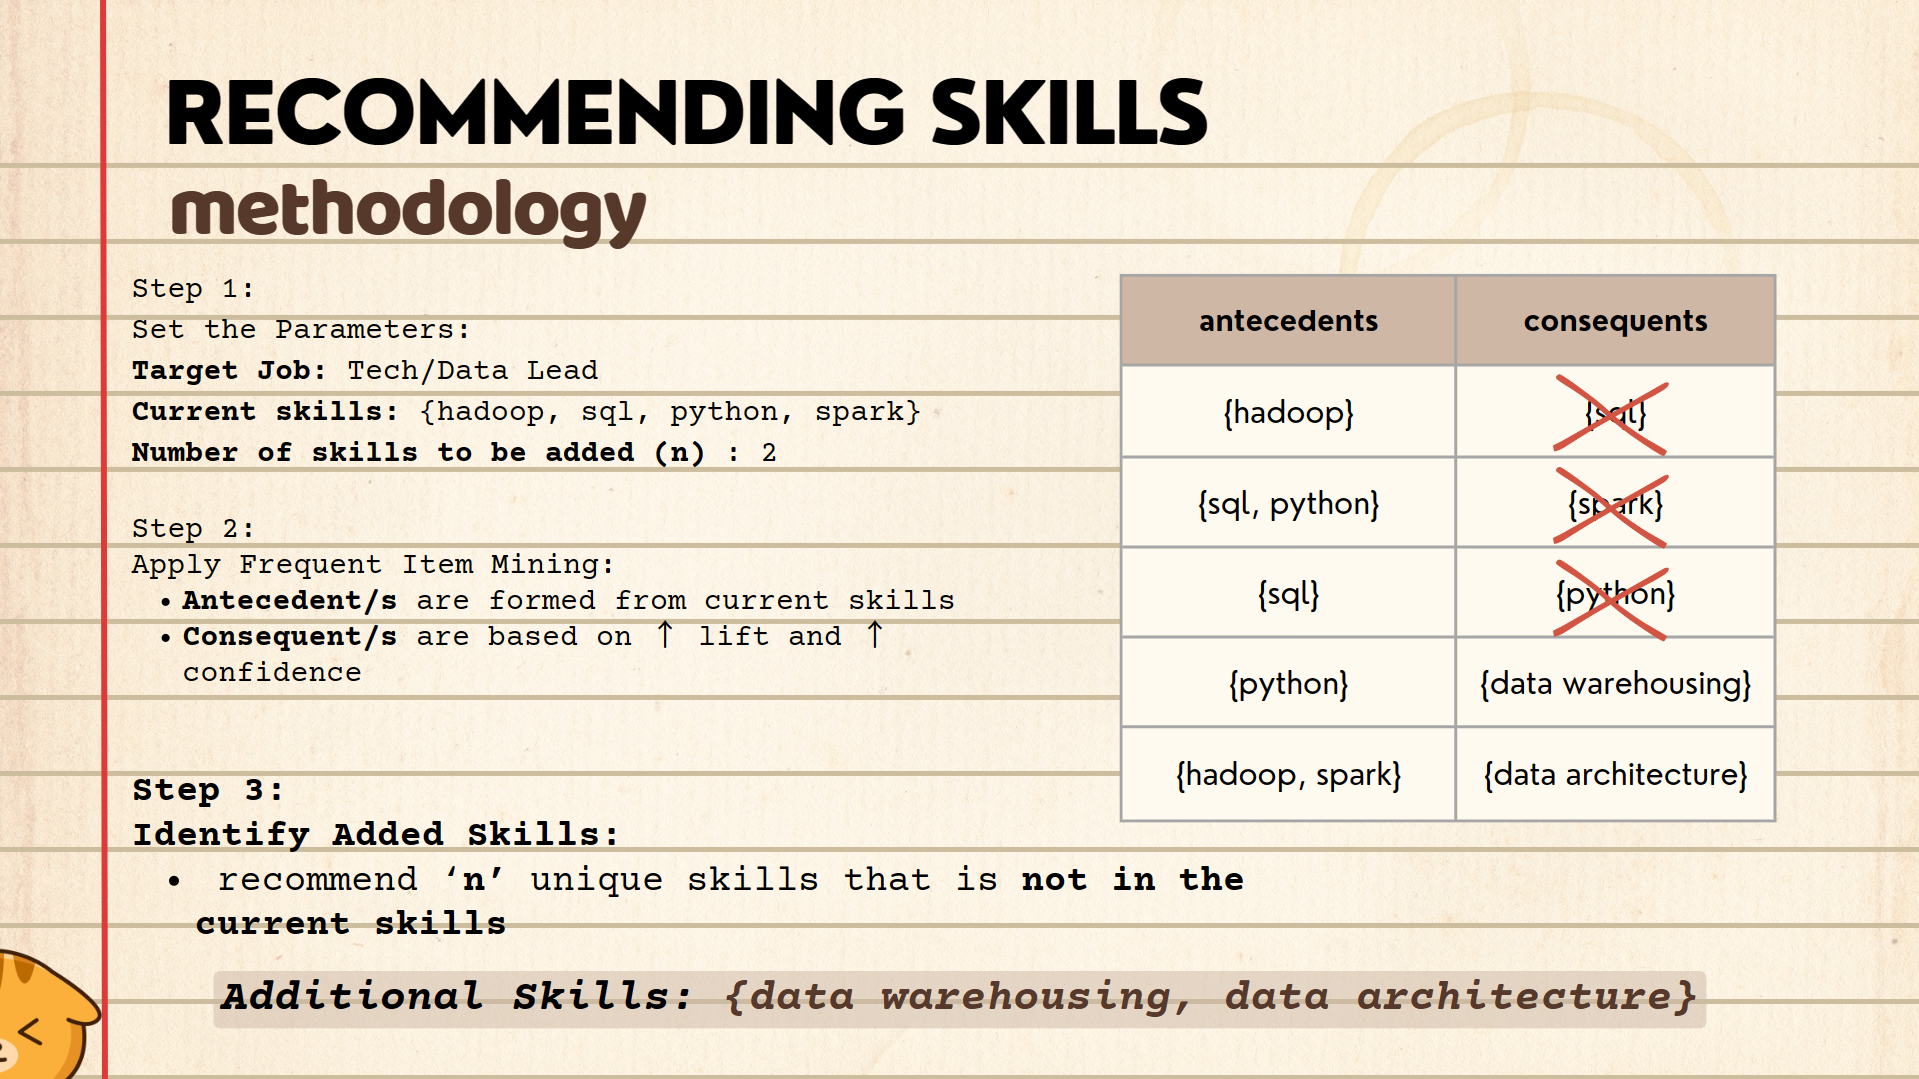 RECOMMENDING SKILLS
methodology
Step 1:
Set the Parameters:
Target Job: Tech/Data Lead
Current skills: {hadoop, sql, python, spark}
Number of skills to be added (n) : 2
Step 2:
Apply Frequent Item Mining:
• Antecedent/s are formed from current skills
• Consequent/s are based on ↑ lift and ↑
confidence
Step 3:
Identify Added Skills:
• recommend ‘n’ unique skills that is not in the
current skills
Additional Skills: {data warehousing, data architecture}
antecedents consequents
{hadoop} {sql}
{sql, python} {spark}
{sql} {python}
{python} {data warehousing}
{hadoop, spark} {data architecture}